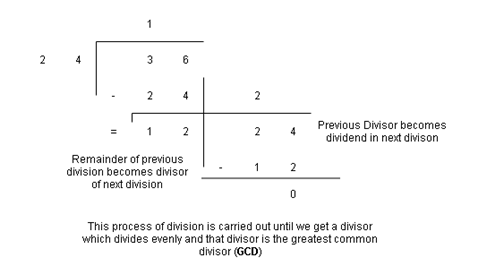 1
2 4 3 6
- 2 4 2
= 1 2 2 4 Previous Divisor becomes
dividend in next divison
Remainder of previous
division becomes divisor
of next division
- 1 2
0
This process of division is carried out until we get a divisor
which divides evenly and that divisor is the greatest common
divisor (GCD)